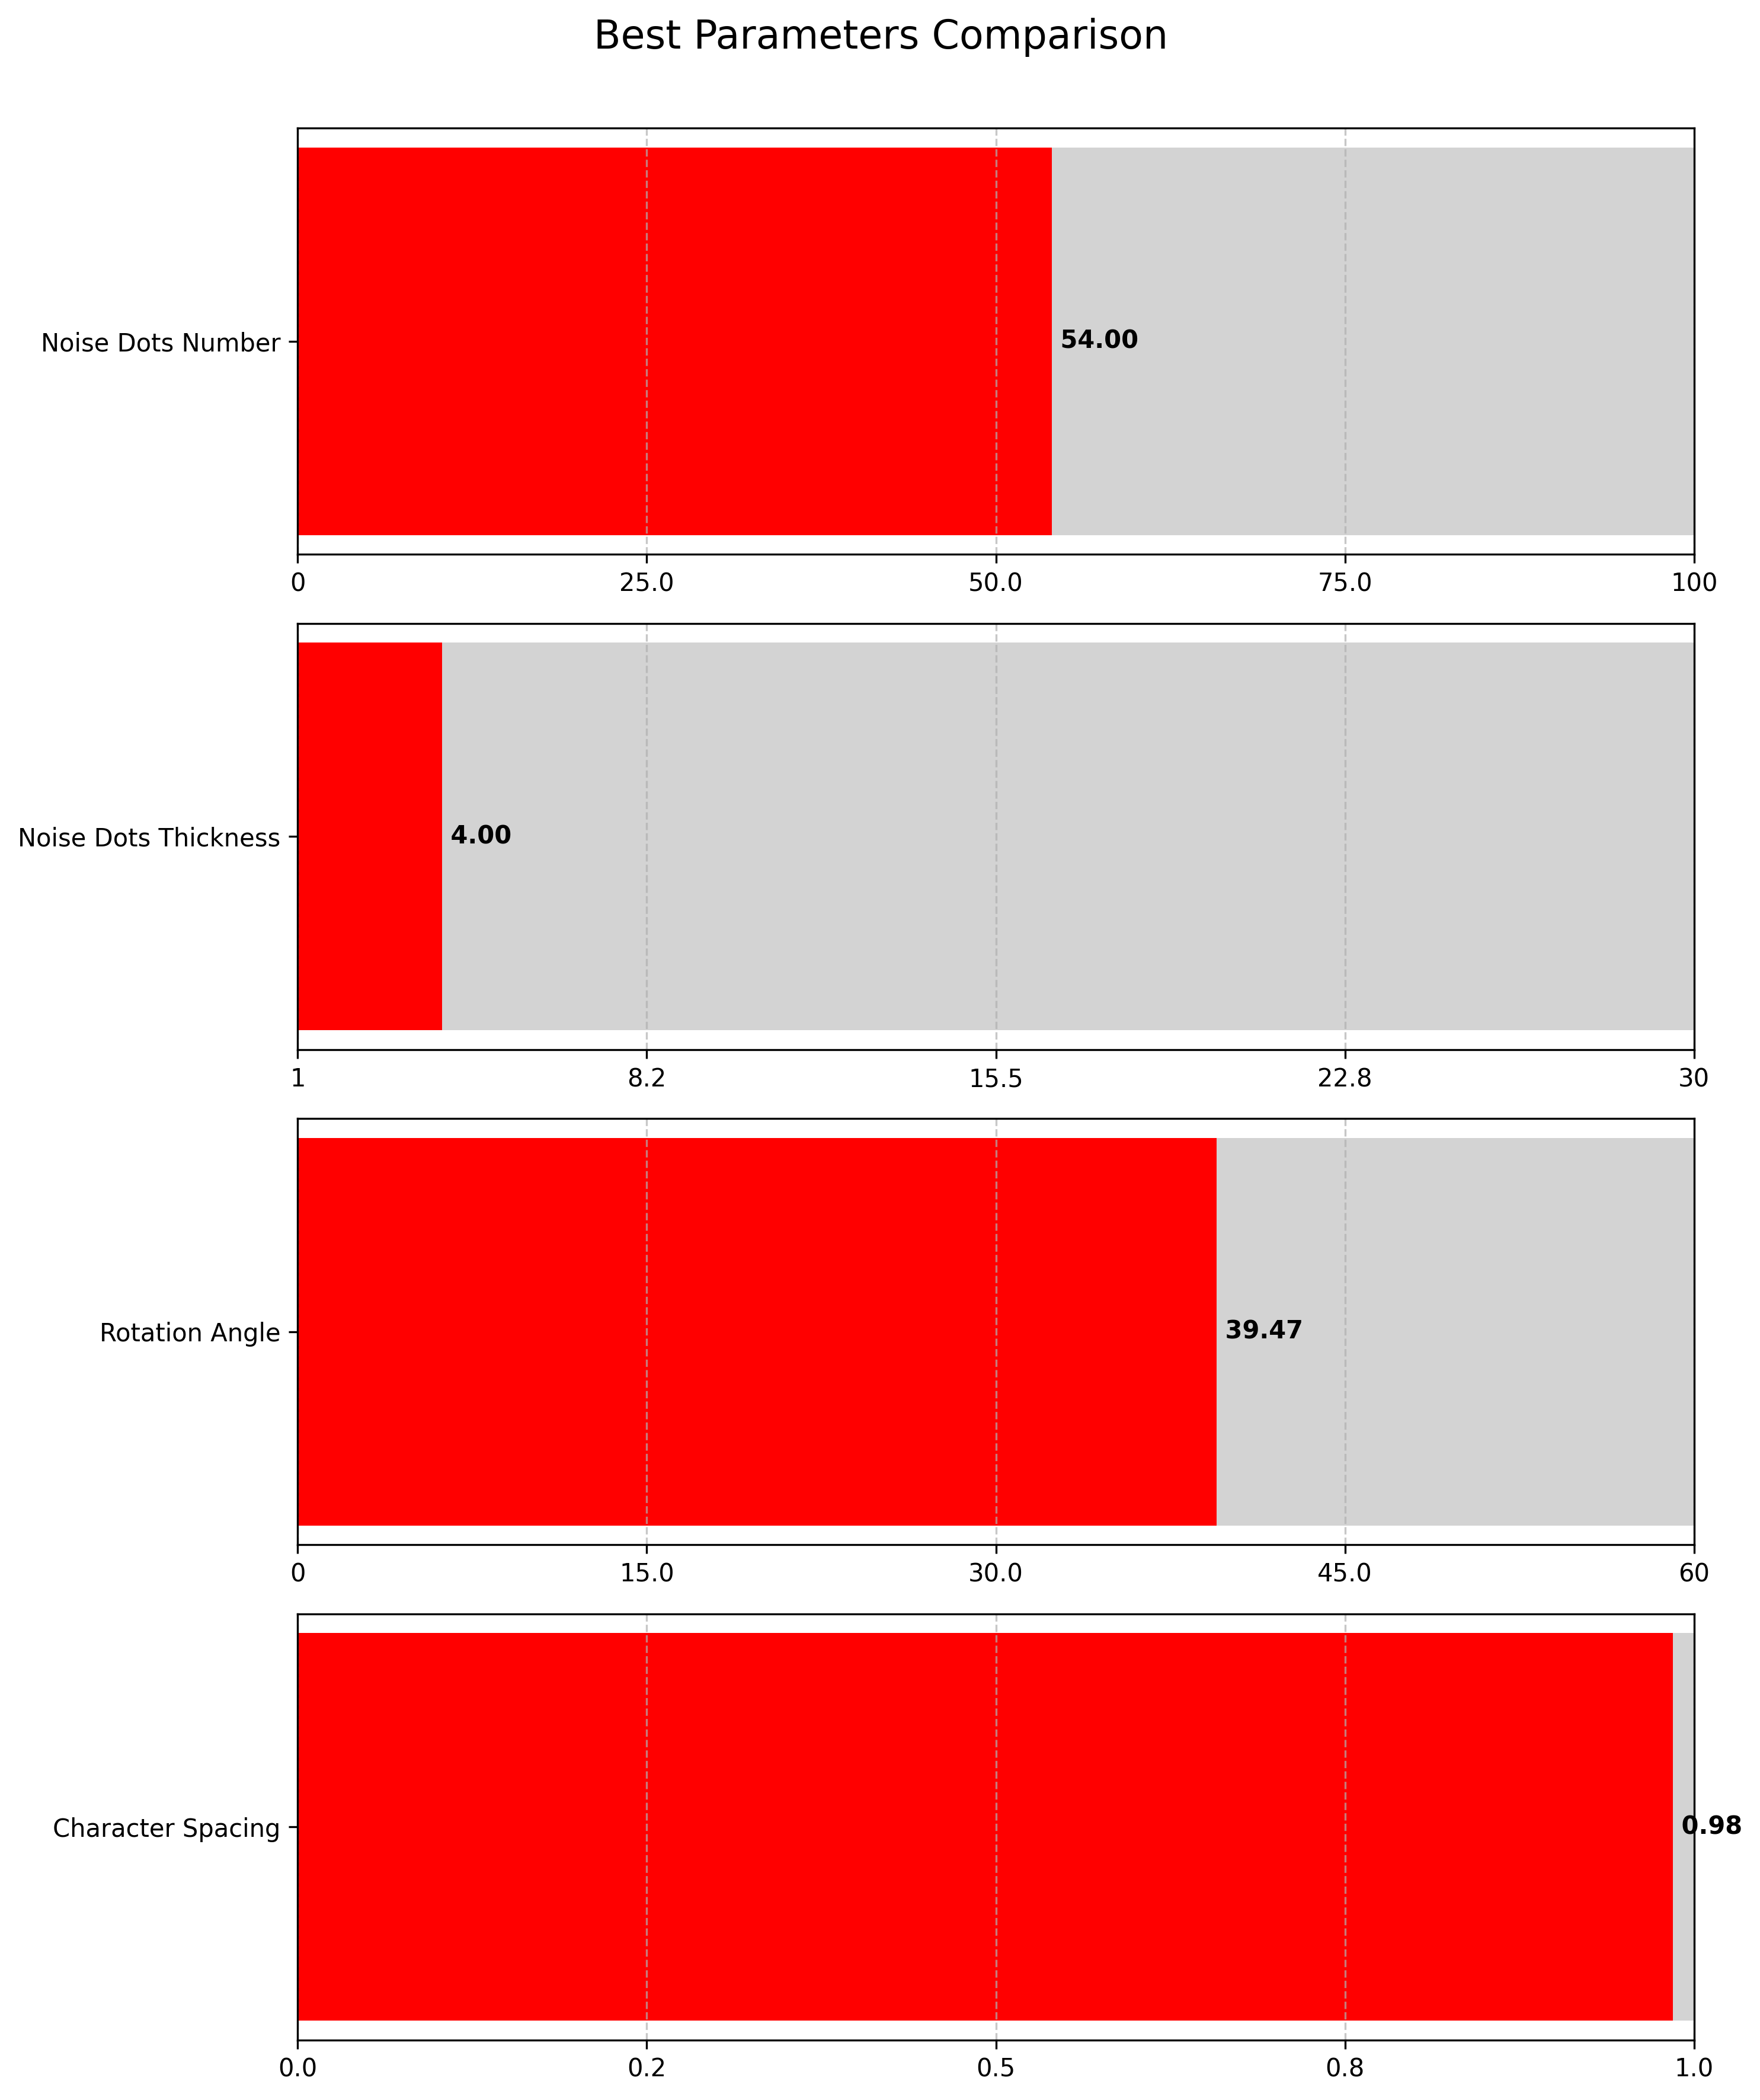 Best Parameters Comparison
Noise Dots Number
54.00
0 25.0 50.0 75.0 100
Noise Dots Thickness
4.00
1 8.2 15.5 22.8 30
Rotation Angle
39.47
0 15.0 30.0 45.0 60
Character Spacing
0.98
0.0 0.2 0.5 0.8 1.0